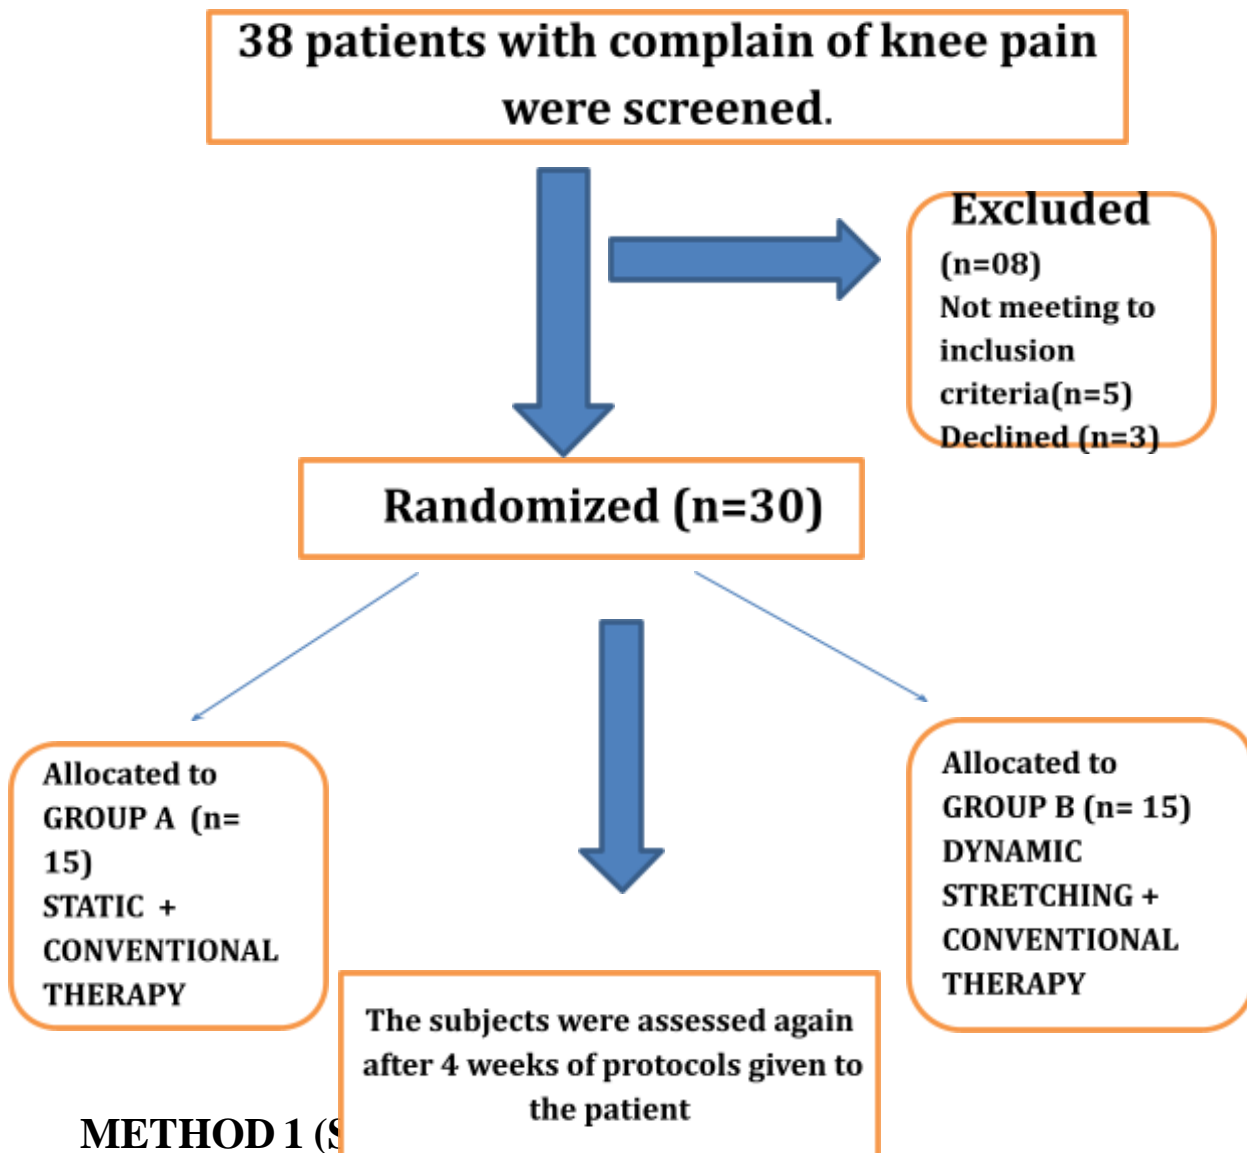 38 patients with complain of knee pain
were screened.
Excluded
(n=08)
Not meeting to
inclusion
criteria(n=5)
Declined (n=3)
Randomized (n=30)
Allocated to
GROUP A (n=
15)
STATIC +
CONVENTIONAL
THERAPY
Allocated to
GROUP B (n= 15)
DYNAMIC
STRETCHING +
CONVENTIONAL
THERAPY
The subjects were assessed again
after 4 weeks of protocols given to
the patient
METHOD 1 (